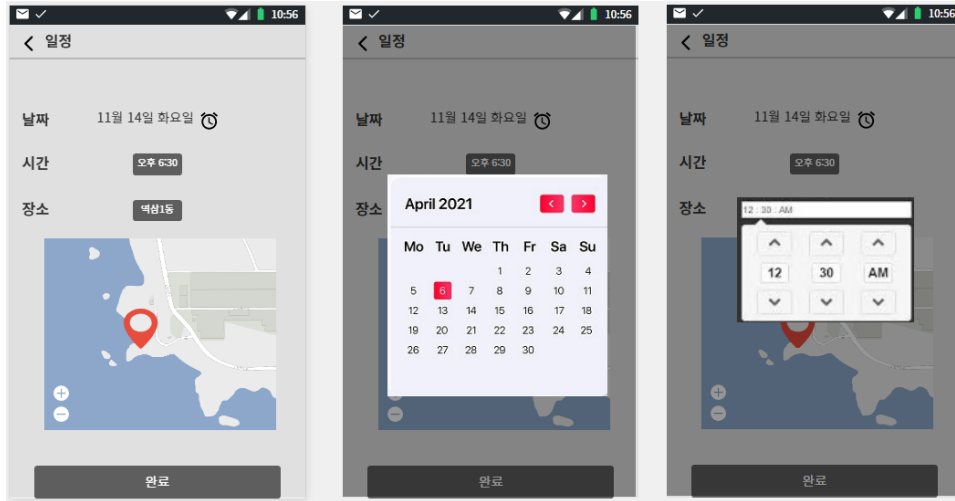 10:56
일정
날짜 11월 14일 화요일
시간 오후 6:30
장소 역삼1동
완료
10:56
일정
날짜 11월 14일 화요일
시간 오후 6:30
장소
April 2021
Mo Tu We Th Fr Sa Su
1 2 3 4
5 6 7 8 9 10 11
12 13 14 15 16 17 18
19 20 21 22 23 24 25
26 27 28 29 30
완료
10:56
일정
날짜 11월 14일 화요일
시간 오후 6:30
장소
12 : 30 : AM
12 30 AM
완료